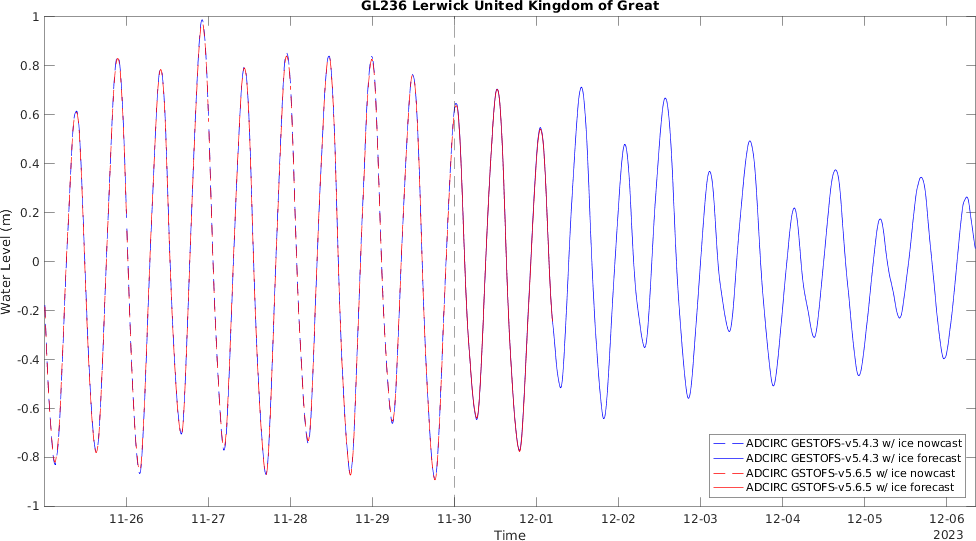 GL236 Lerwick United Kingdom of Great
1
0.8
0.6
0.4
0.2
0
-0.2
-0.4
-0.6
-0.8
-1
Water Level (m)
ADCIRC GESTOFS-v5.4.3 w/ ice nowcast
ADCIRC GESTOFS-v5.4.3 w/ ice forecast
ADCIRC GSTOFS-v5.6.5 w/ ice nowcast
ADCIRC GSTOFS-v5.6.5 w/ ice forecast
11-26 11-27 11-28 11-29 11-30 12-01 12-02 12-03 12-04 12-05 12-06
2023
Time